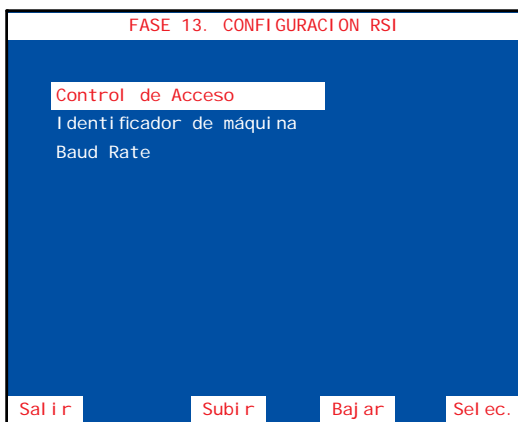 FASE 13. CONFIGURACION RSI
Control de Acceso
Identificador de máquina
Baud Rate
Salir Subir Bajar Selec.